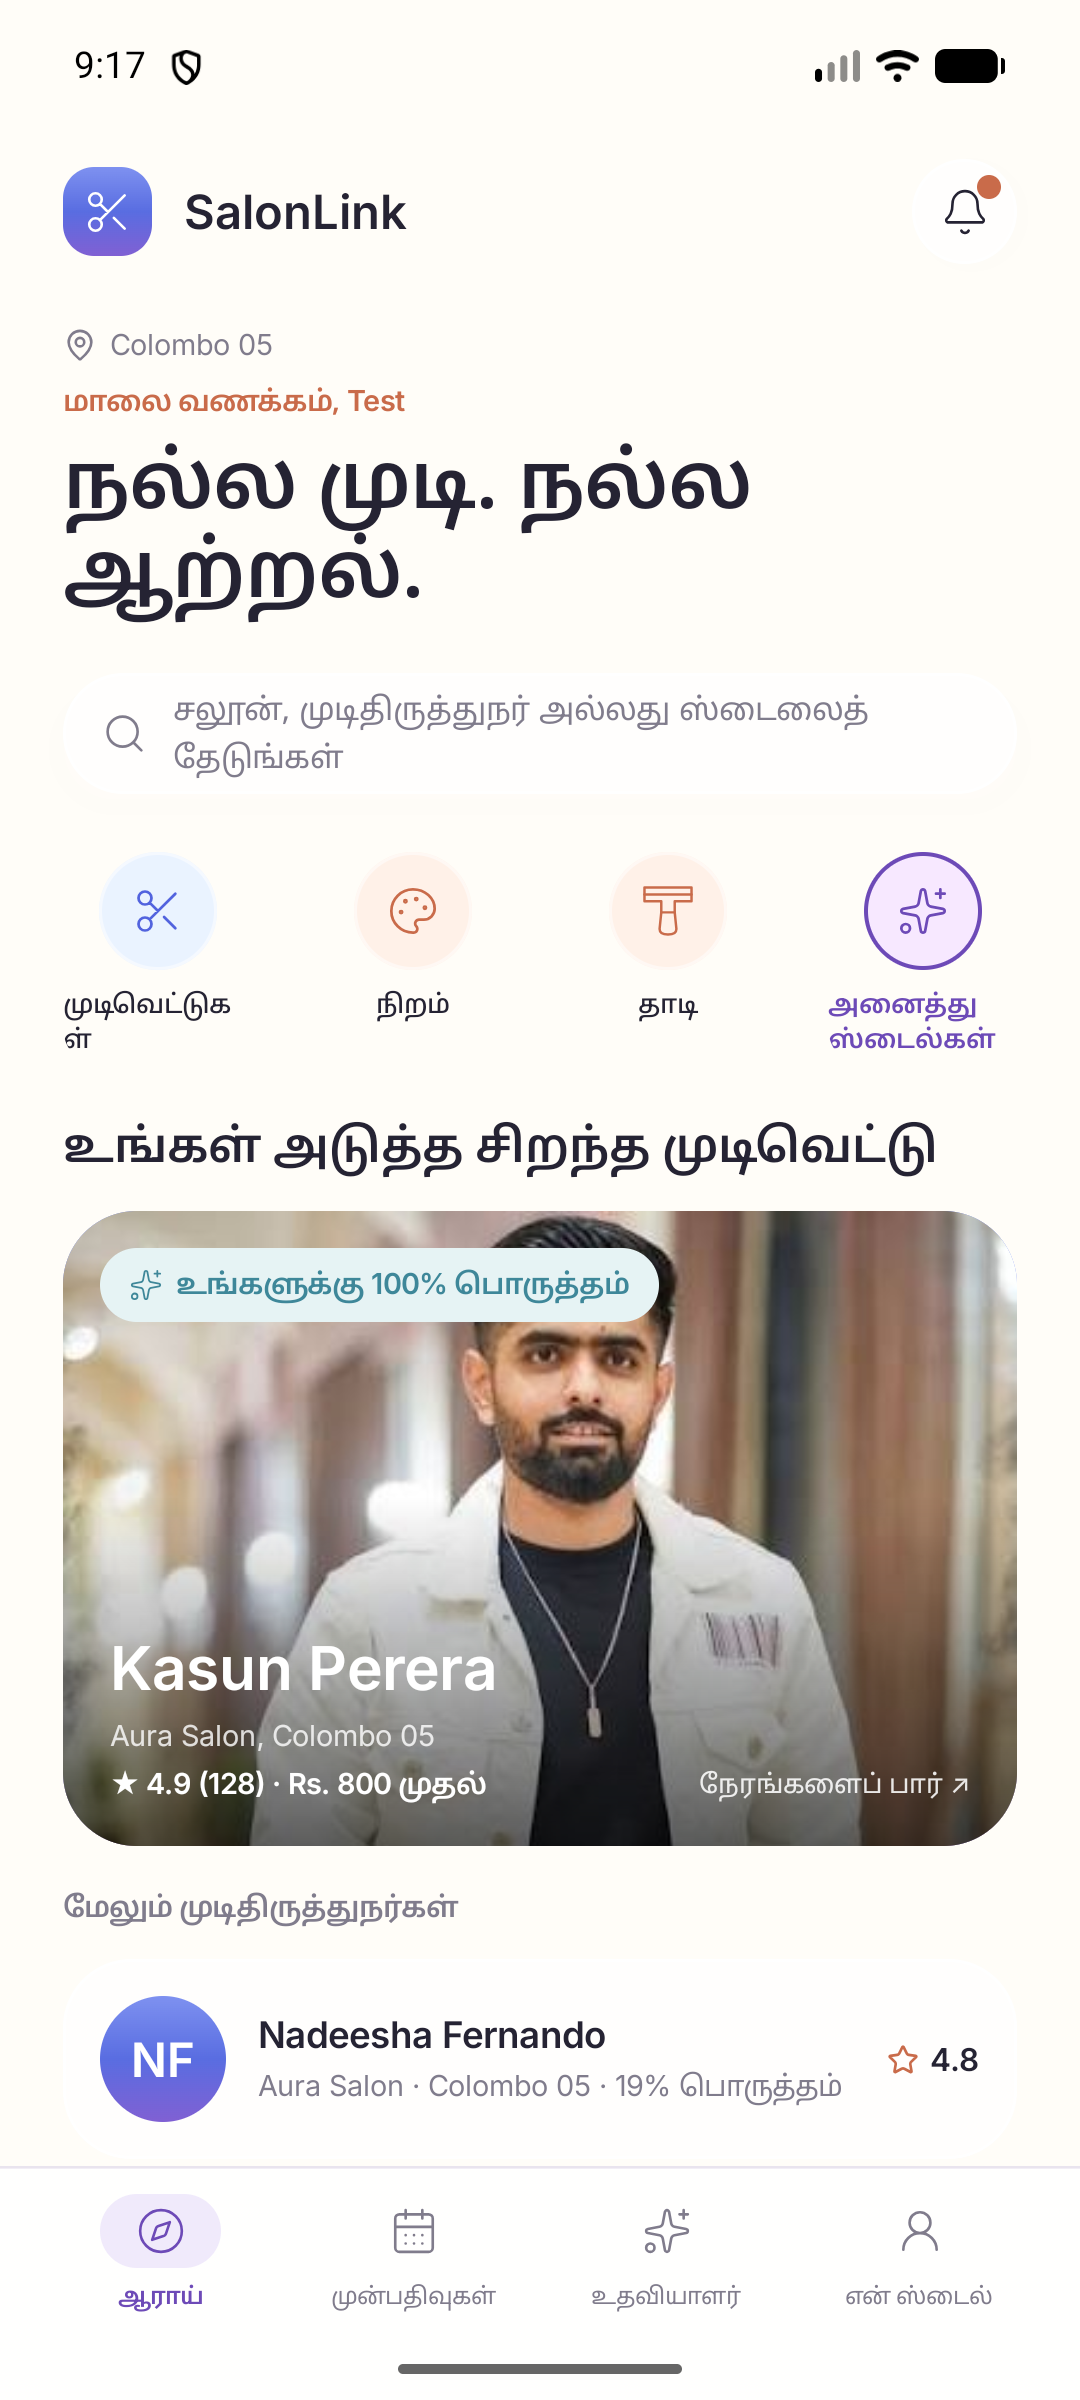 9:17
SalonLink
Colombo 05
மாலை வணக்கம், Test
நல்ல முடி. நல்ல
ஆற்றல்.
சலூன், முடிதிருத்துநர் அல்லது ஸ்டைலைத்
தேடுங்கள்
முடிவெட்டுக
ள்
நிறம்
தாடி
அனைத்து
ஸ்டைல்கள்
உங்கள் அடுத்த சிறந்த முடிவெட்டு
உங்களுக்கு 100% பொருத்தம்
Kasun Perera
Aura Salon, Colombo 05
★ 4.9 (128) · Rs. 800 முதல்
நேரங்களைப் பார் ↗
மேலும் முடிதிருத்துநர்கள்
NF
Nadeesha Fernando
Aura Salon · Colombo 05 · 19% பொருத்தம்
4.8
ஆராய்
முன்பதிவுகள்
உதவியாளர்
என் ஸ்டைல்